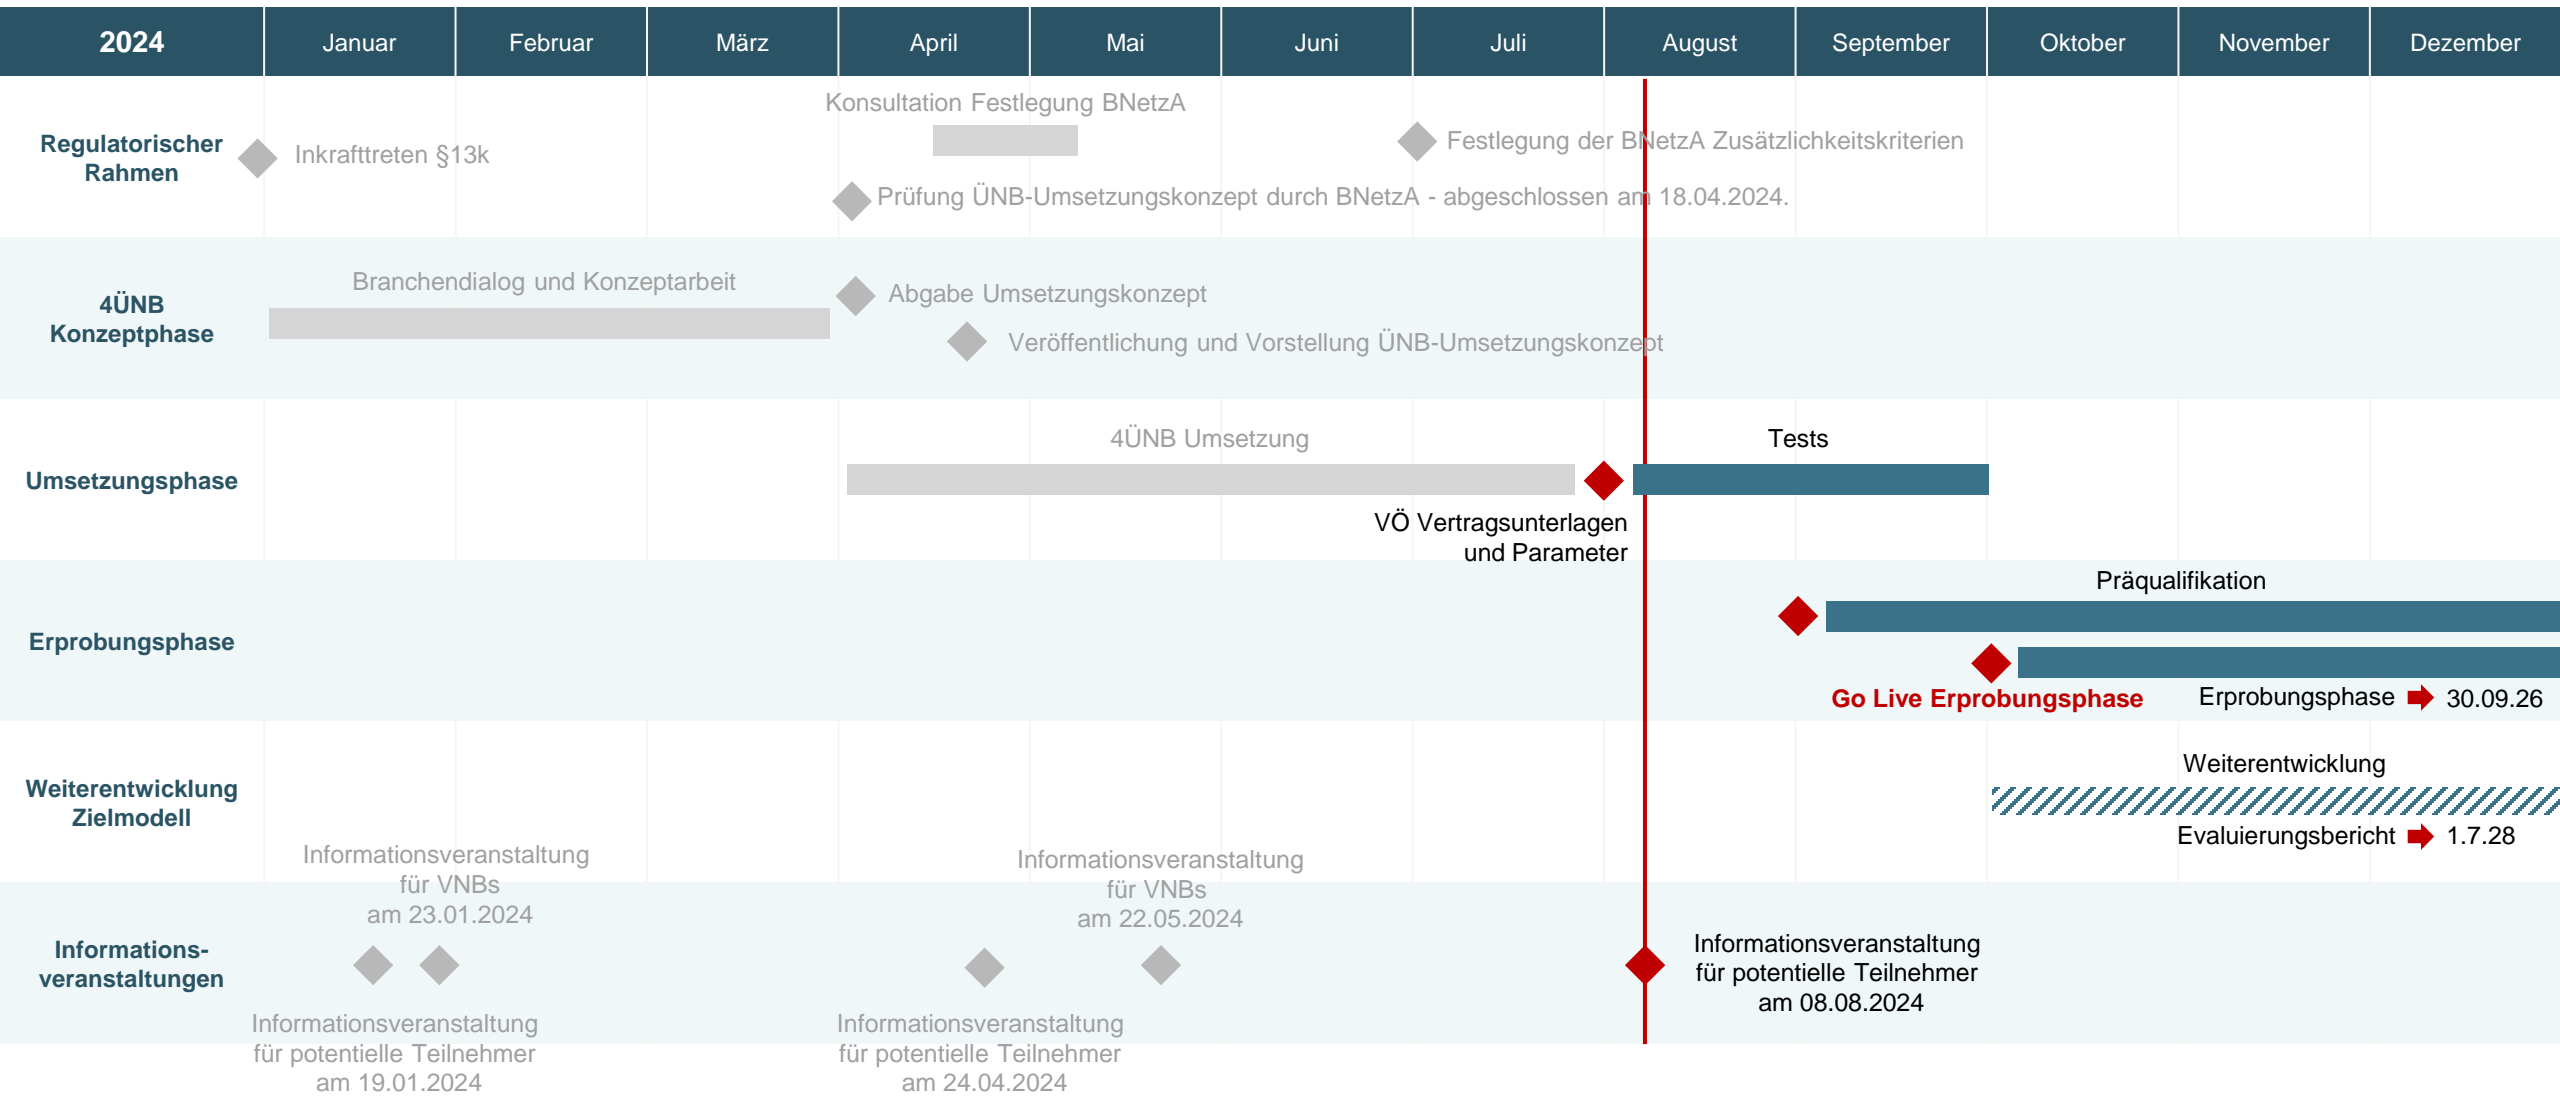 2024
Januar
Februar
März
April
Mai
Juni
Juli
August
September
Oktober
November
Dezember
Regulatorischer
Rahmen
Inkrafttreten §13k
Konsultation Festlegung BNetzA
Festlegung der BNetzA Zusätzlichkeitskriterien
Prüfung ÜNB-Umsetzungskonzept durch BNetzA - abgeschlossen am 18.04.2024.
4ÜNB
Konzeptphase
Branchendialog und Konzeptarbeit
Abgabe Umsetzungskonzept
Veröffentlichung und Vorstellung ÜNB-Umsetzungskonzept
Umsetzungsphase
4ÜNB Umsetzung
Tests
VÖ Vertragsunterlagen
und Parameter
Erprobungsphase
Präqualifikation
Go Live Erprobungsphase
Erprobungsphase
30.09.26
Weiterentwicklung
Zielmodell
Weiterentwicklung
Evaluierungsbericht
1.7.28
Informations-
veranstaltungen
Informationsveranstaltung
für VNBs
am 23.01.2024
Informationsveranstaltung
für VNBs
am 22.05.2024
Informationsveranstaltung
für potentielle Teilnehmer
am 08.08.2024
Informationsveranstaltung
für potentielle Teilnehmer
am 19.01.2024
Informationsveranstaltung
für potentielle Teilnehmer
am 24.04.2024